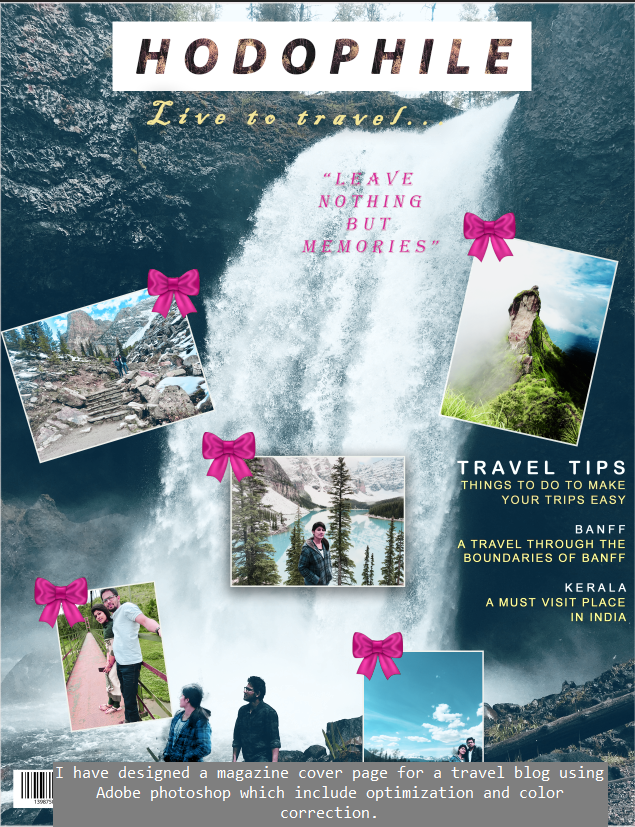 HODOPHILE
Live to travel..
“LEAVE
NOTHING
BUT
MEMORIES”
TRAVEL TIPS
THINGS TO DO TO MAKE
YOUR TRIPS EASY
BANFF
A TRAVEL THROUGH THE
BOUNDARIES OF BANFF
KERALA
A MUST VISIT PLACE
IN INDIA
I have designed a magazine cover page for a travel blog using
Adobe photoshop which include optimization and color
correction.